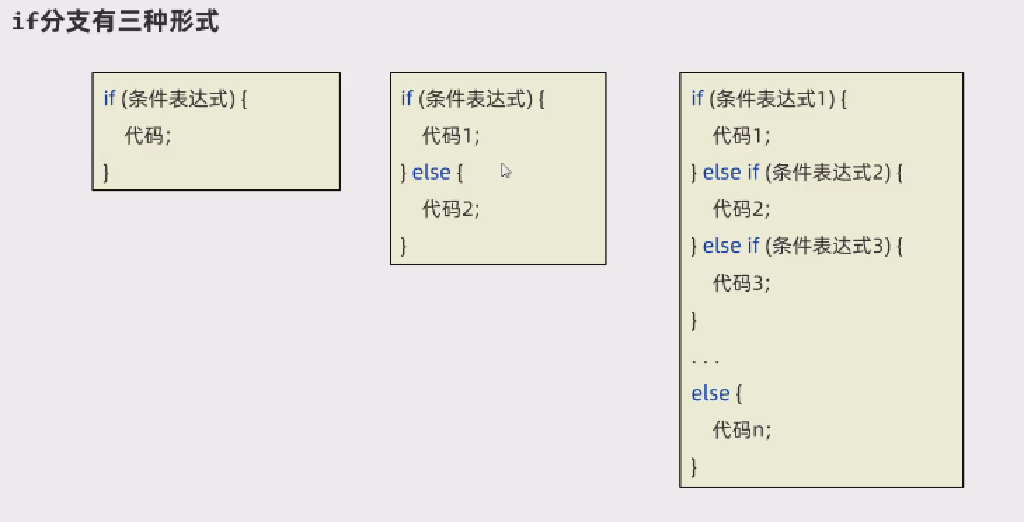 if分支有三种形式
if (条件表达式) {
代码;
}
if (条件表达式) {
代码1;
} else {
代码2;
}
if (条件表达式1) {
代码1;
} else if (条件表达式2) {
代码2;
} else if (条件表达式3) {
代码3;
}
. . .
else {
代码n;
}